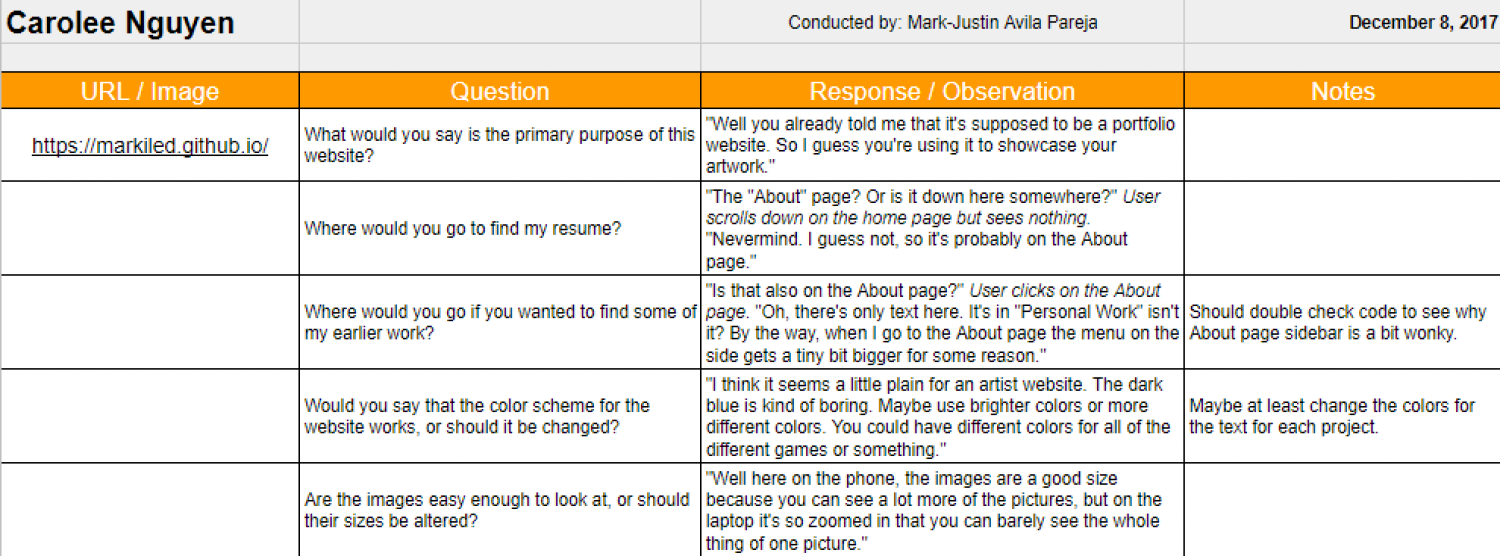 Carolee Nguyen
Conducted by: Mark-Justin Avila Pareja
December 8, 2017
URL / Image
Question
Response / Observation
Notes
https://markiled.github.io/
What would you say is the primary purpose of this
website?
"Well you already told me that it's supposed to be a portfolio
website. So I guess you're using it to showcase your
artwork."
Where would you go to find my resume?
"The "About" page? Or is it down here somewhere?" User
scrolls down on the home page but sees nothing.
"Nevermind. I guess not, so it's probably on the About
page."
Where would you go if you wanted to find some of
my earlier work?
"Is that also on the About page?" User clicks on the About
page. "Oh, there's only text here. It's in "Personal Work" isn't
it? By the way, when I go to the About page the menu on the
side gets a tiny bit bigger for some reason."
Should double check code to see why
About page sidebar is a bit wonky.
Would you say that the color scheme for the
website works, or should it be changed?
"I think it seems a little plain for an artist website. The dark
blue is kind of boring. Maybe use brighter colors or more
different colors. You could have different colors for all of the
different games or something."
Maybe at least change the colors for
the text for each project.
Are the images easy enough to look at, or should
their sizes be altered?
"Well here on the phone, the images are a good size
because you can see a lot more of the pictures, but on the
laptop it's so zoomed in that you can barely see the whole
thing of one picture."